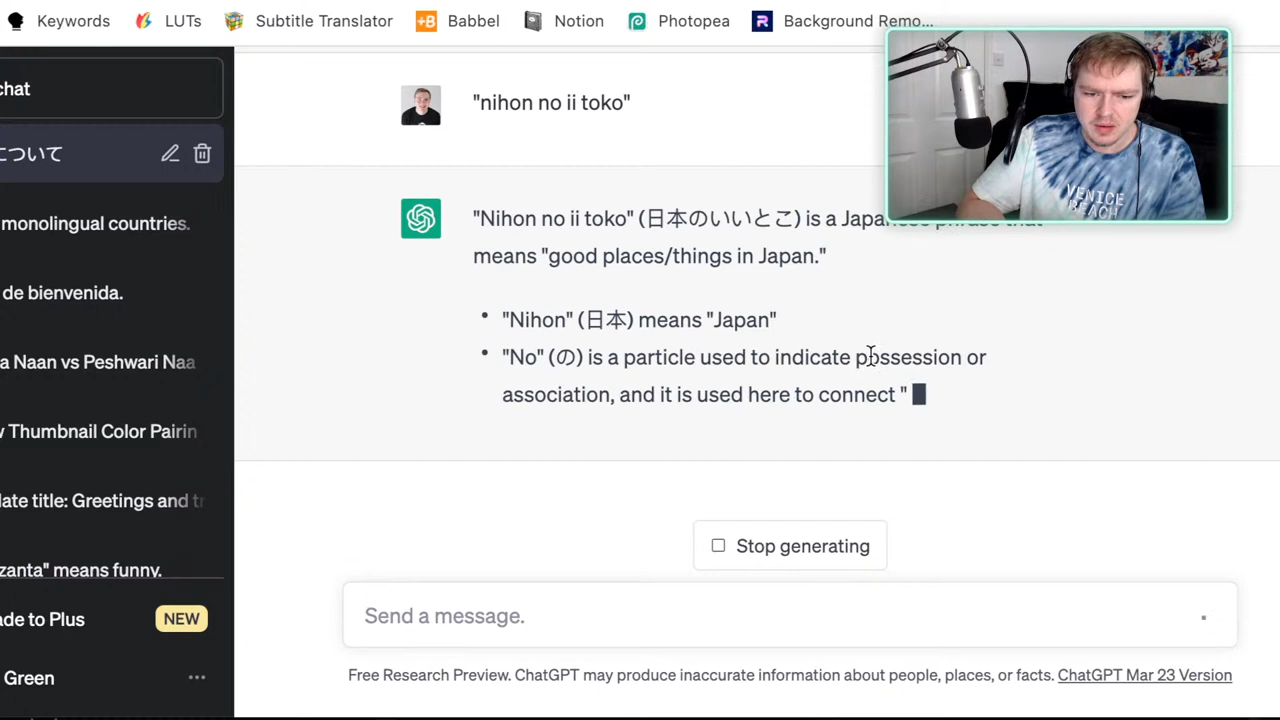 Keywords LUTs Subtitle Translator +B Babbel Notion Photopea R Background Remo...
chat
"nihon no ii toko"
について
VENICE
BEACH
"Nihon no ii toko" (日本のいいとこ) is a Japanese phrase that
means "good places/things in Japan."
monolingual countries.
de bienvenida.
• "Nihon" (日本) means "Japan"
a Naan vs Peshwari Naa
• "No" (の) is a particle used to indicate possession or
association, and it is used here to connect "
w Thumbnail Color Pairin
late title: Greetings and tr
Stop generating
zanta" means funny.
ade to Plus NEW
Send a message.
Green ...
Free Research Preview. ChatGPT may produce inaccurate information about people, places, or facts. ChatGPT Mar 23 Version